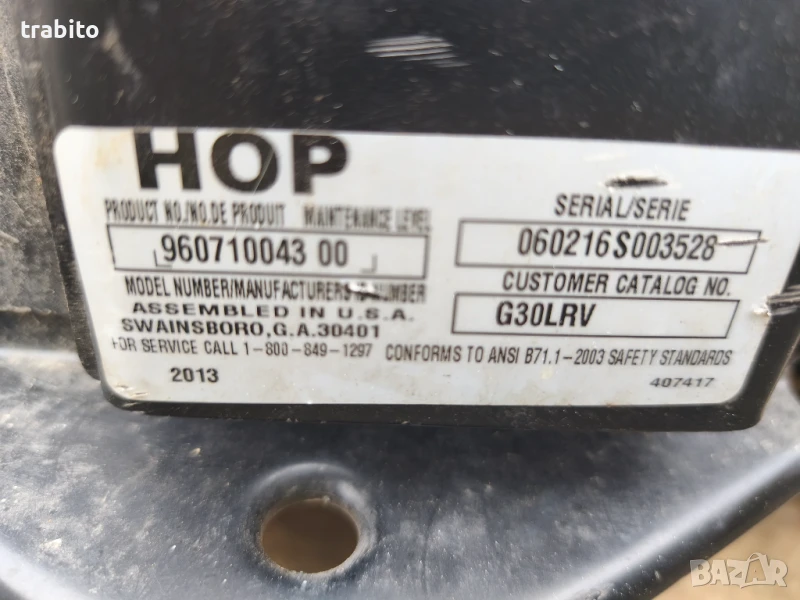 trabito
HOP
PRODUCT NO./NO.DE PRODUIT MAINTENANCE LEVEL
960710043 00
MODEL NUMBER/MANUFACTURERS NUMBER
ASSEMBLED IN U.S.A.
SWAINSBORO, G.A.30401
FOR SERVICE CALL 1-800-849-1297 CONFORMS TO ANSI B71.1-2003 SAFETY STANDARDS
2013
SERIAL/SERIE
060216S003528
CUSTOMER CATALOG NO.
G30LRV
407417
BAZAR